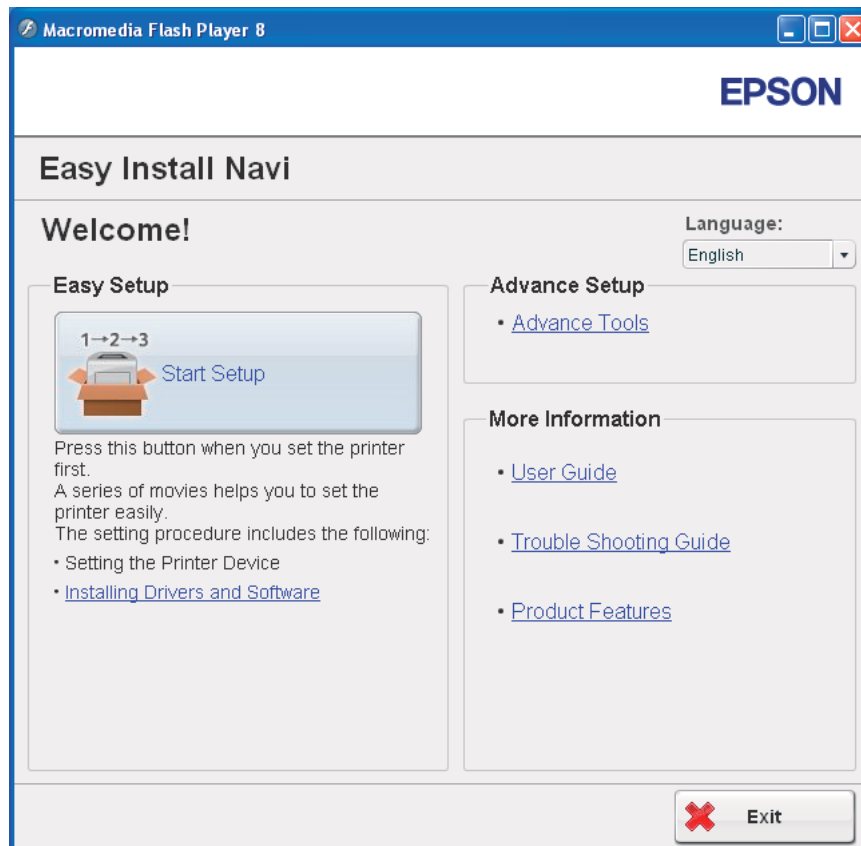 Macromedia Flash Player 8
EPSON
Easy Install Navi
Welcome!
Language:
English
Easy Setup
1→2→3
Start Setup
Press this button when you set the printer
first.
A series of movies helps you to set the
printer easily.
The setting procedure includes the following:
• Setting the Printer Device
• Installing Drivers and Software
Advance Setup
• Advance Tools
More Information
• User Guide
• Trouble Shooting Guide
• Product Features
Exit